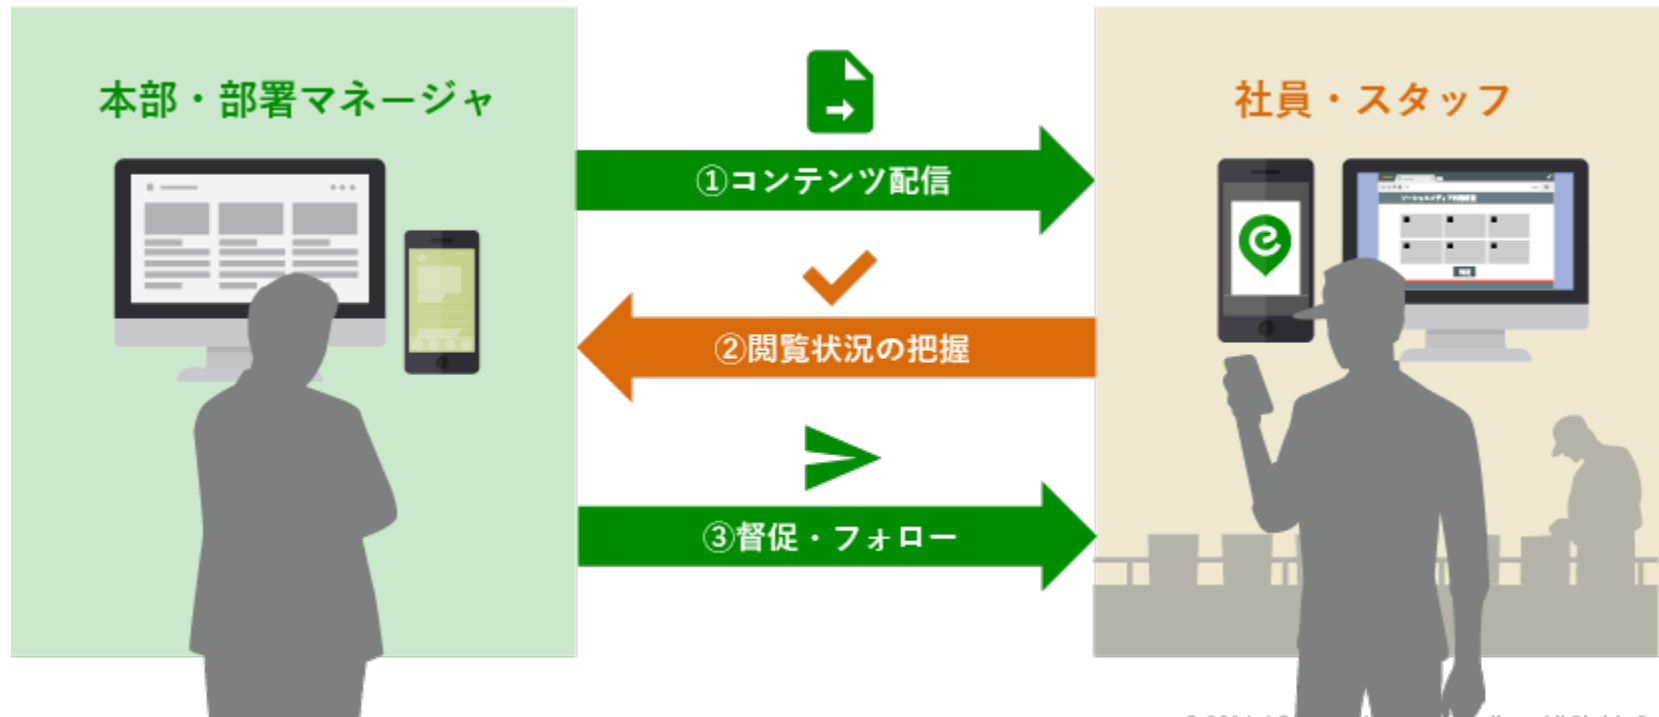 本部・部署マネージャ
社員・スタッフ
①コンテンツ配信
②閲覧状況の把握
③督促・フォロー